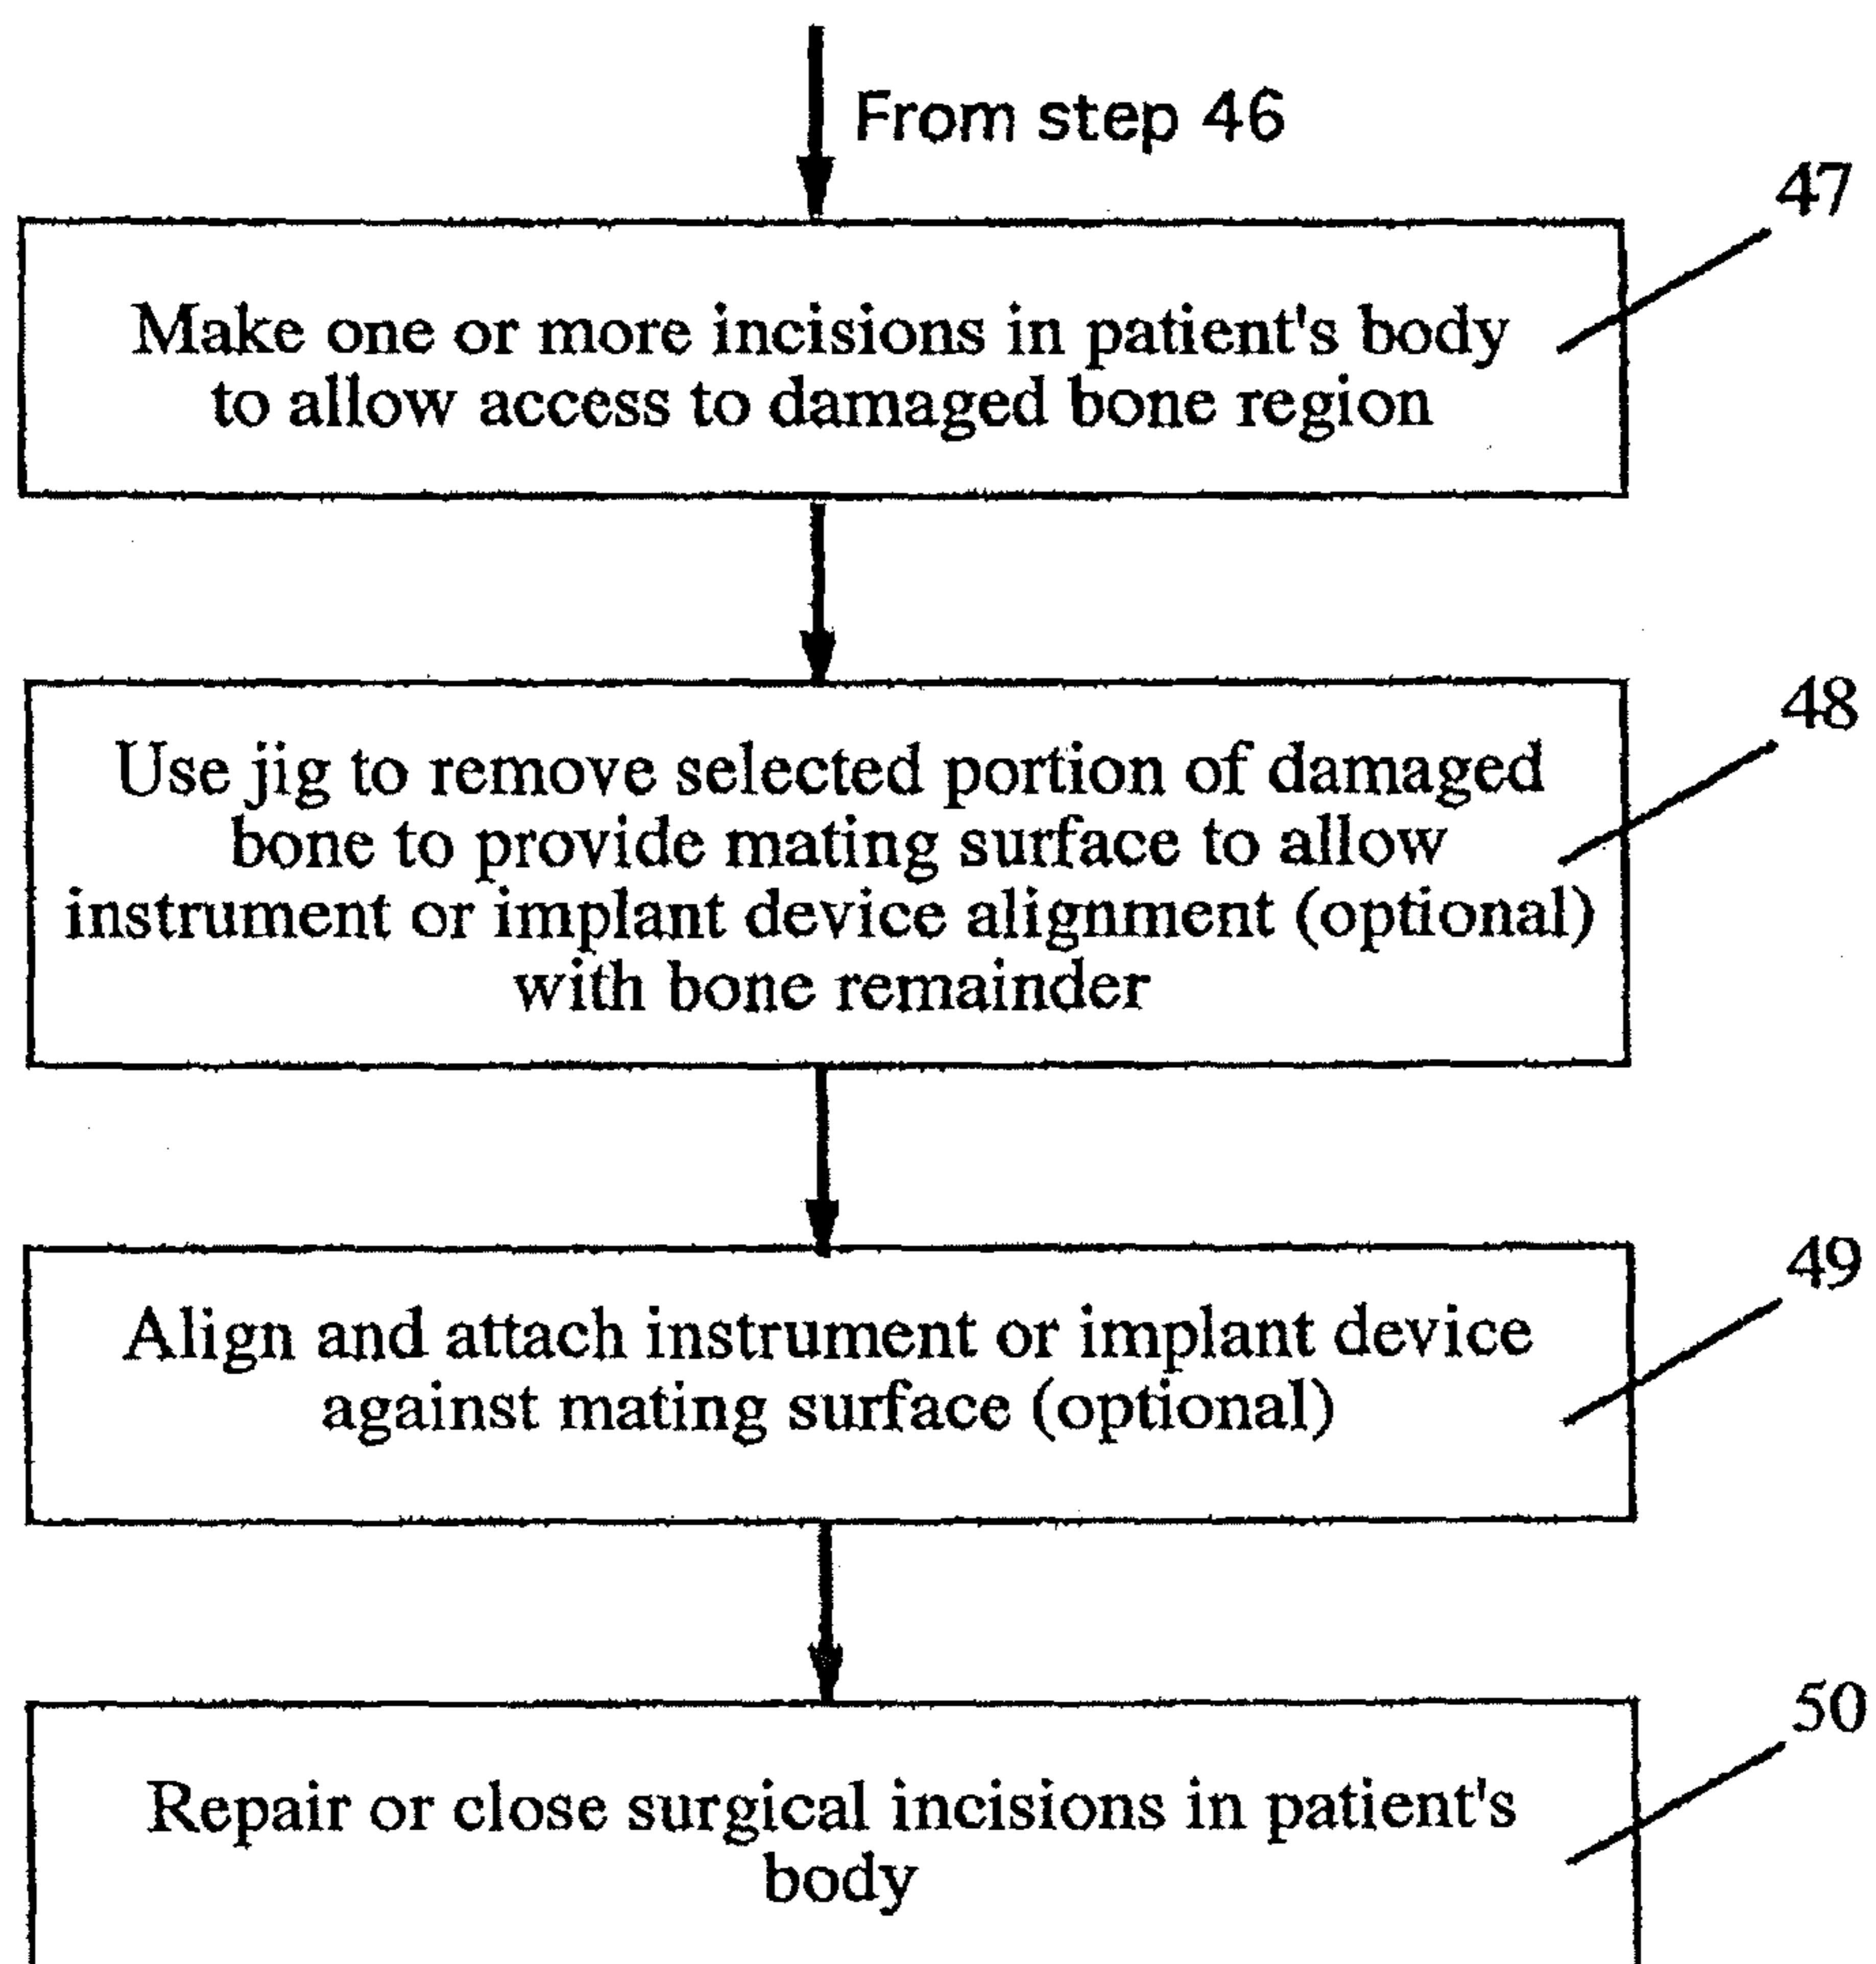 From step 46
47
Make one or more incisions in patient's body
to allow access to damaged bone region
48
Use jig to remove selected portion of damaged
bone to provide mating surface to allow
instrument or implant device alignment (optional)
with bone remainder
49
Align and attach instrument or implant device
against mating surface (optional)
50
Repair or close surgical incisions in patient's
body